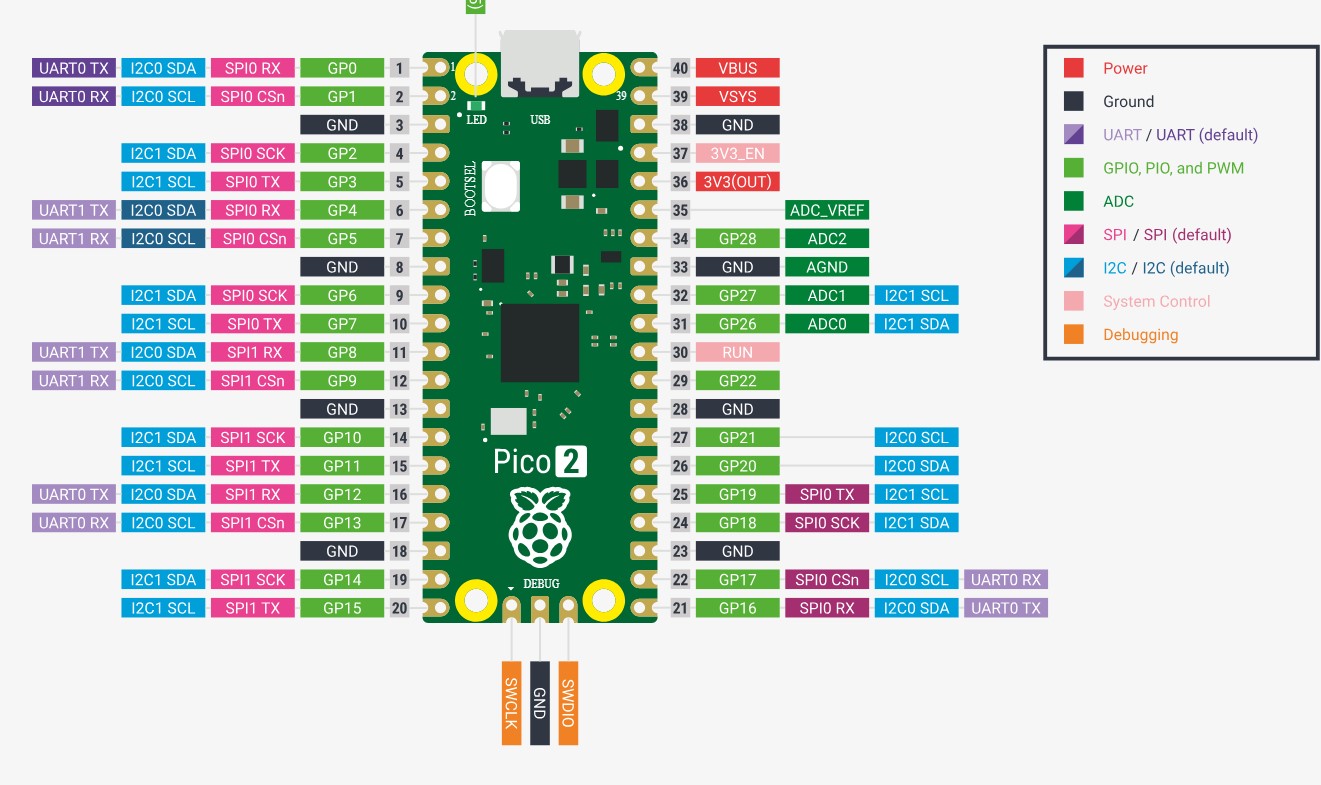 UART0 TX I2C0 SDA SPI0 RX GP0 1 1 40 VBUS
UART0 RX I2C0 SCL SPI0 CSn GP1 2 2 39 39 VSYS
GND 3 LED USB 38 GND
I2C1 SDA SPI0 SCK GP2 4 37 3V3_EN
I2C1 SCL SPI0 TX GP3 5 BOOTSEL 36 3V3(OUT)
UART1 TX I2C0 SDA SPI0 RX GP4 6 35 ADC_VREF
UART1 RX I2C0 SCL SPI0 CSn GP5 7 34 GP28 ADC2
GND 8 33 GND AGND
I2C1 SDA SPI0 SCK GP6 9 32 GP27 ADC1 I2C1 SCL
I2C1 SCL SPI0 TX GP7 10 31 GP26 ADC0 I2C1 SDA
UART1 TX I2C0 SDA SPI1 RX GP8 11 30 RUN
UART1 RX I2C0 SCL SPI1 CSn GP9 12 29 GP22
GND 13 28 GND
I2C1 SDA SPI1 SCK GP10 14 27 GP21 I2C0 SCL
I2C1 SCL SPI1 TX GP11 15 Pico 2 26 GP20 I2C0 SDA
UART0 TX I2C0 SDA SPI1 RX GP12 16 25 GP19 SPI0 TX I2C1 SCL
UART0 RX I2C0 SCL SPI1 CSn GP13 17 24 GP18 SPI0 SCK I2C1 SDA
GND 18 23 GND
I2C1 SDA SPI1 SCK GP14 19 DEBUG 22 GP17 SPI0 CSn I2C0 SCL UART0 RX
I2C1 SCL SPI1 TX GP15 20 21 GP16 SPI0 RX I2C0 SDA UART0 TX
SWCLK GND SWDIO
Power
Ground
UART / UART (default)
GPIO, PIO, and PWM
ADC
SPI / SPI (default)
I2C / I2C (default)
System Control
Debugging